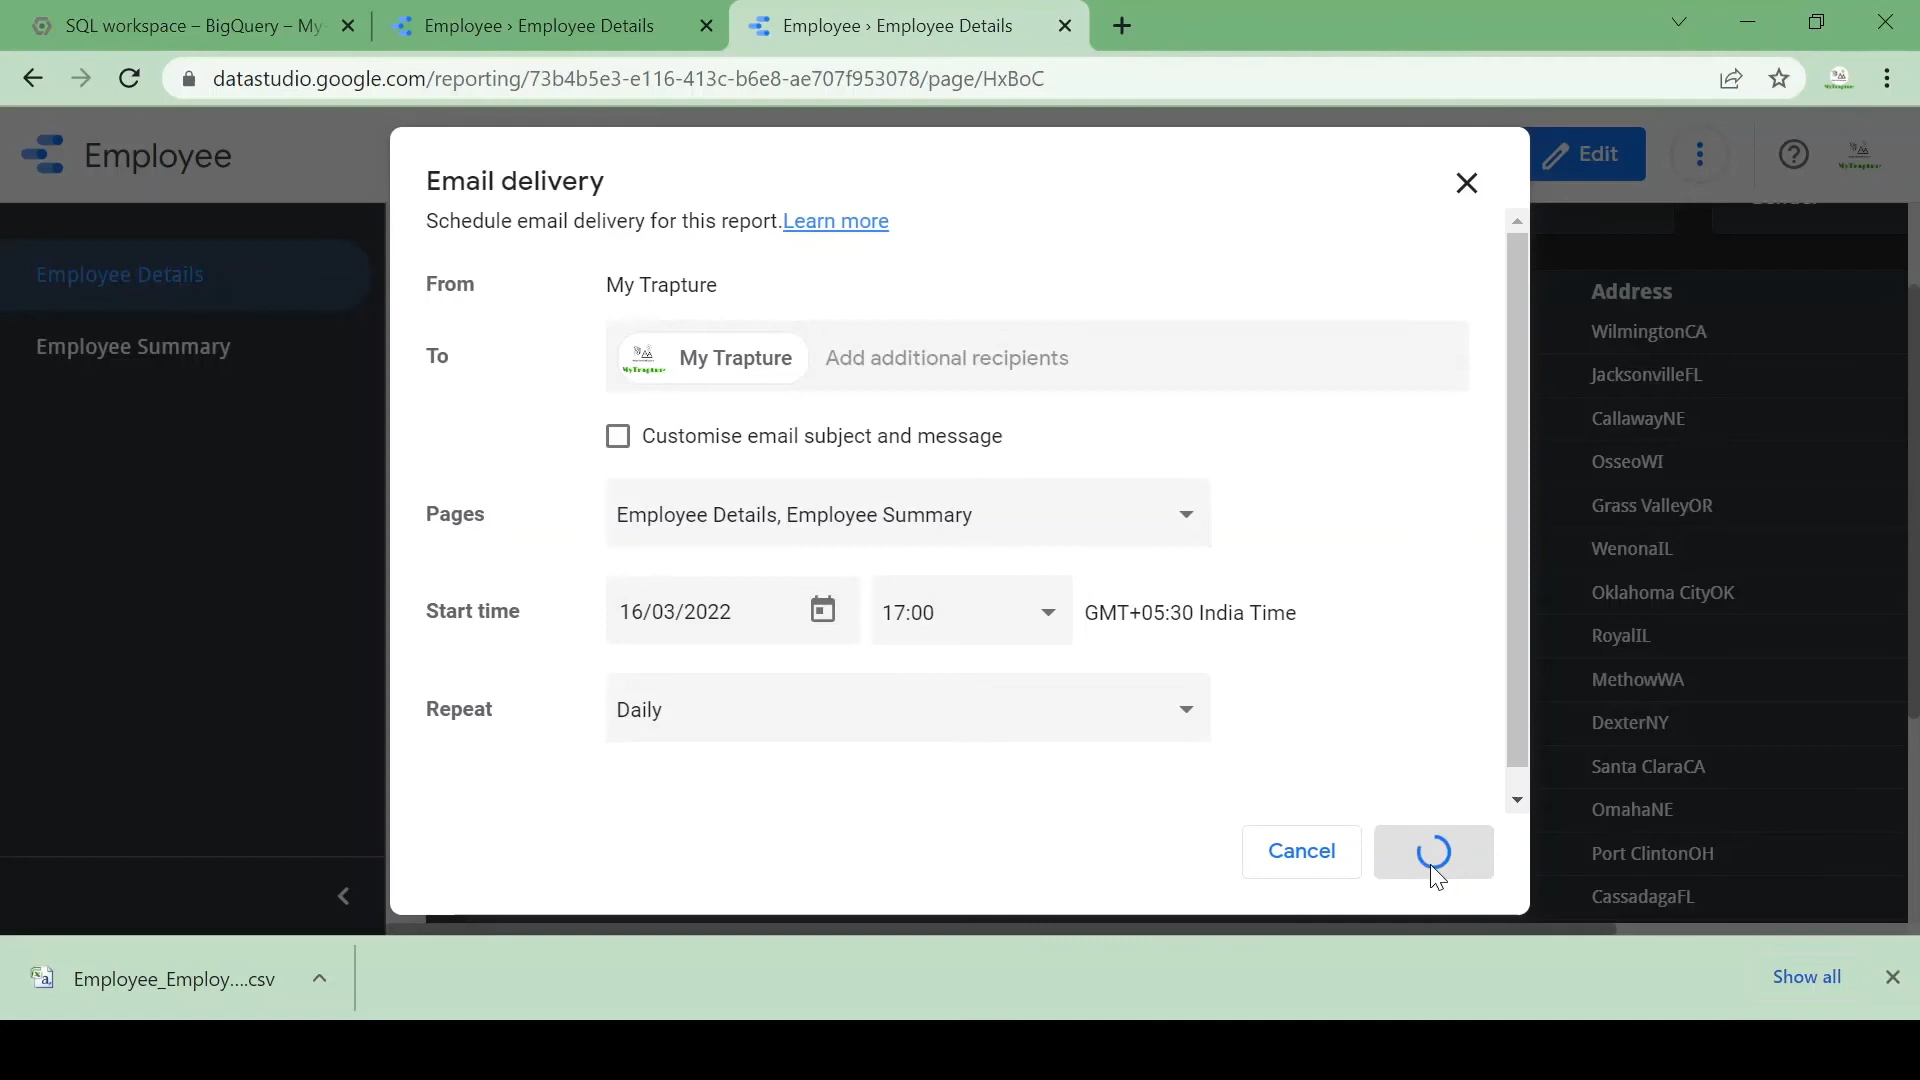 SQL workspace – BigQuery – My
Employee › Employee Details
Employee › Employee Details
datastudio.google.com/reporting/73b4b5e3-e116-413c-b6e8-ae707f953078/page/HxBoC
Employee
Edit
Employee Details
Employee Summary
Email delivery
Schedule email delivery for this report.Learn more
From My Trapture
To My Trapture Add additional recipients
Customise email subject and message
Pages Employee Details, Employee Summary
Start time 16/03/2022 17:00 GMT+05:30 India Time
Repeat Daily
Cancel
Address
WilmingtonCA
JacksonvilleFL
CallawayNE
OsseoWI
Grass ValleyOR
WenonaIL
Oklahoma CityOK
RoyalIL
MethowWA
DexterNY
Santa ClaraCA
OmahaNE
Port ClintonOH
CassadagaFL
Employee_Employ....csv
Show all